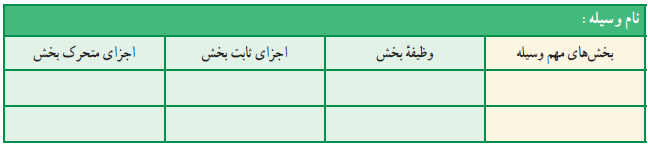 نام وسیله :
بخش‌های مهم وسیله وظیفهٔ بخش اجزای ثابت بخش اجزای متحرک بخش